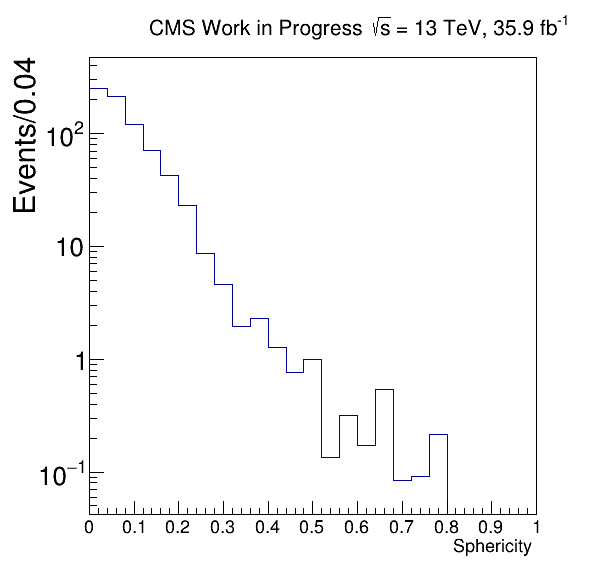 CMS Work in Progress √s = 13 TeV, 35.9 fb⁻¹
Events/0.04
10²
10
1
10⁻¹
0 0.1 0.2 0.3 0.4 0.5 0.6 0.7 0.8 0.9 1
Sphericity